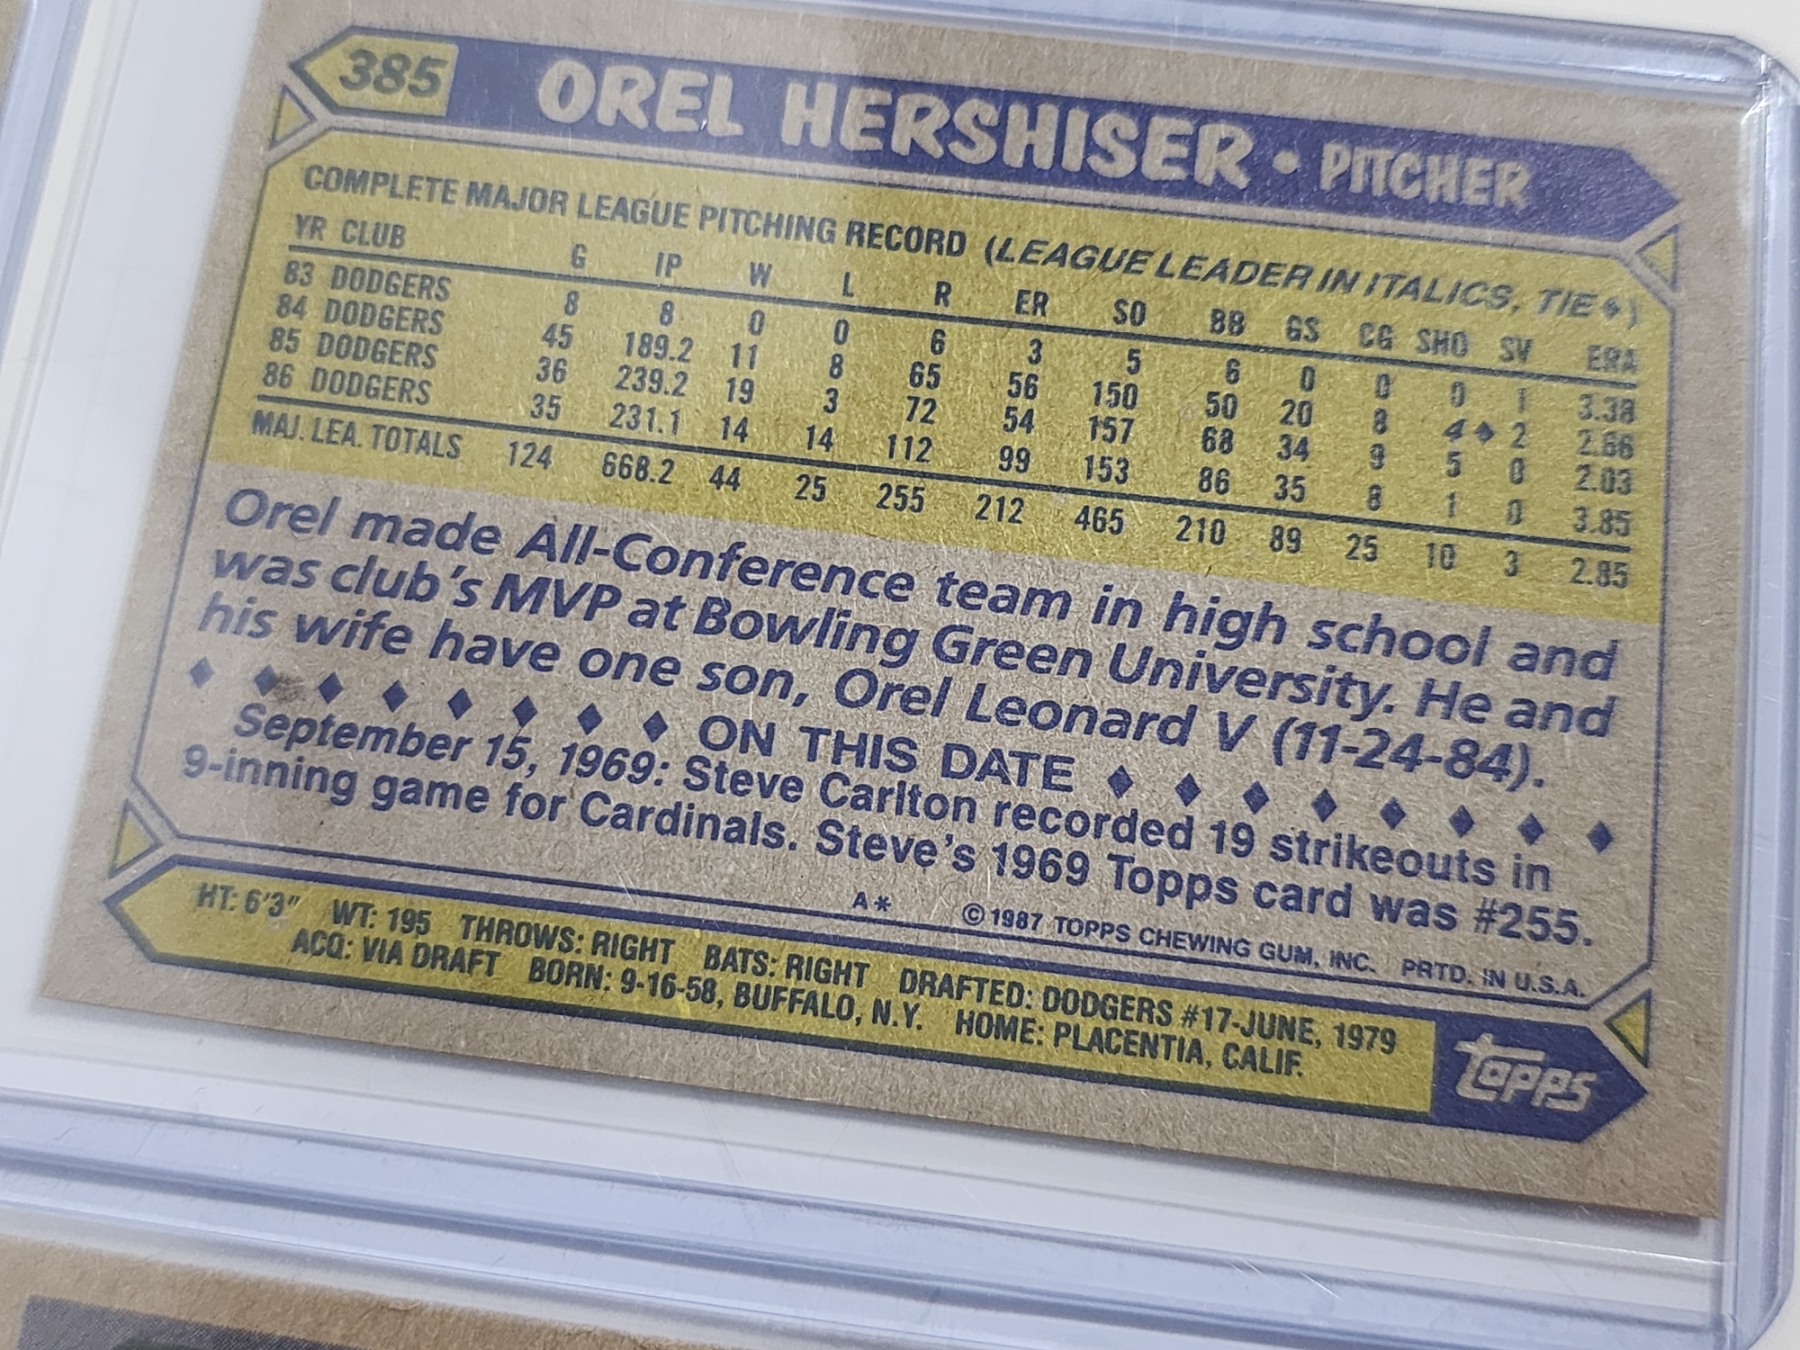 385 OREL HERSHISER • PITCHER
COMPLETE MAJOR LEAGUE PITCHING RECORD (LEAGUE LEADER IN ITALICS, TIE ♦)
YR CLUB G IP W L R ER SO BB GS CG SHO SV ERA
83 DODGERS 8 8 0 0 6 3 5 6 0 0 0 1 3.38
84 DODGERS 45 189.2 11 8 65 56 150 50 20 8 4♦ 2 2.66
85 DODGERS 36 239.2 19 3 72 54 157 68 34 9 5 0 2.03
86 DODGERS 35 231.1 14 14 112 99 153 86 35 8 1 0 3.85
MAJ. LEA. TOTALS 124 668.2 44 25 255 212 465 210 89 25 10 3 2.85
Orel made All-Conference team in high school and
was club's MVP at Bowling Green University. He and
his wife have one son, Orel Leonard V (11-24-84).
♦ ♦ ♦ ♦ ♦ ♦ ♦ ♦ ON THIS DATE ♦ ♦ ♦ ♦ ♦ ♦ ♦ ♦
September 15, 1969: Steve Carlton recorded 19 strikeouts in
9-inning game for Cardinals. Steve's 1969 Topps card was #255.
A* ©1987 TOPPS CHEWING GUM, INC. PRTD. IN U.S.A.
HT: 6'3" WT: 195 THROWS: RIGHT BATS: RIGHT DRAFTED: DODGERS #17-JUNE, 1979
ACQ: VIA DRAFT BORN: 9-16-58, BUFFALO, N.Y. HOME: PLACENTIA, CALIF.
topps